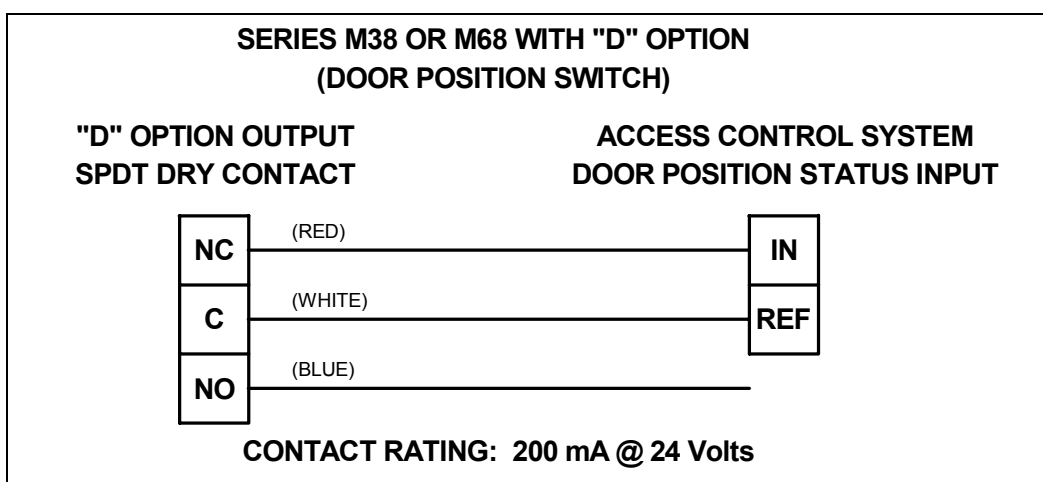 SERIES M38 OR M68 WITH "D" OPTION
(DOOR POSITION SWITCH)
"D" OPTION OUTPUT
SPDT DRY CONTACT
ACCESS CONTROL SYSTEM
DOOR POSITION STATUS INPUT
NC
(RED)
IN
C
(WHITE)
REF
NO
(BLUE)
CONTACT RATING: 200 mA @ 24 Volts